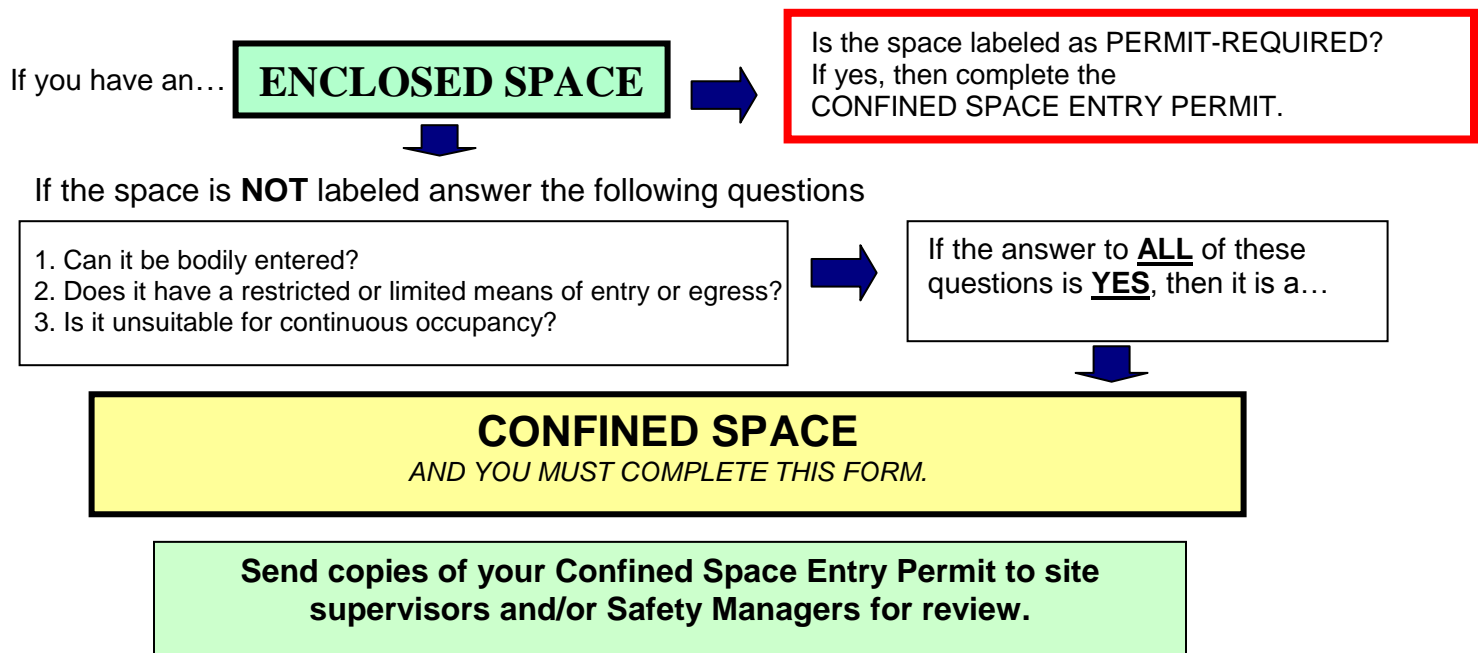 If you have an…
ENCLOSED SPACE
Is the space labeled as PERMIT-REQUIRED?
If yes, then complete the
CONFINED SPACE ENTRY PERMIT.
If the space is NOT labeled answer the following questions
1. Can it be bodily entered?
2. Does it have a restricted or limited means of entry or egress?
3. Is it unsuitable for continuous occupancy?
If the answer to ALL of these
questions is YES, then it is a…
CONFINED SPACE
AND YOU MUST COMPLETE THIS FORM.
Send copies of your Confined Space Entry Permit to site
supervisors and/or Safety Managers for review.